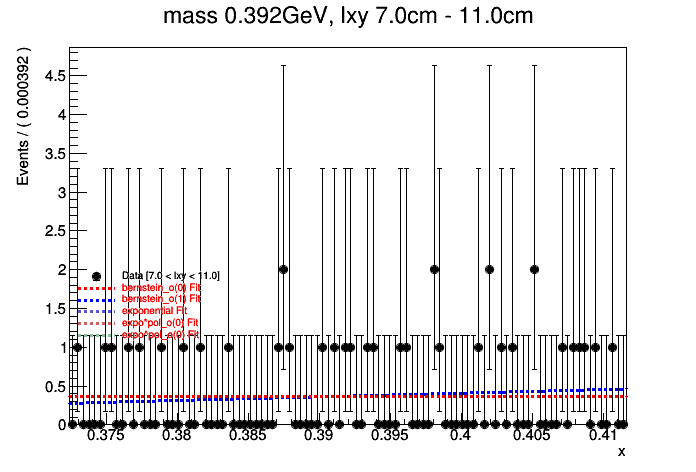 mass 0.392GeV, lxy 7.0cm - 11.0cm
Events / ( 0.000392 )
4.5
4
3.5
3
2.5
2
1.5
1
0.5
0
Data [7.0 < lxy < 11.0]
bernstein_o(0) Fit
bernstein_o(1) Fit
exponential Fit
expo*pol_o(0) Fit
0.375 0.38 0.385 0.39 0.395 0.4 0.405 0.41
x